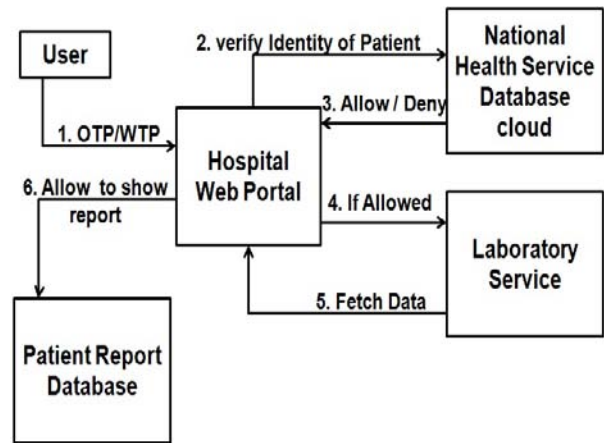 User
2. verify Identity of Patient
National
Health Service
Database
cloud
1. OTP/WTP
3. Allow / Deny
Hospital
Web Portal
6. Allow to show
report
4. If Allowed
Laboratory
Service
5. Fetch Data
Patient Report
Database